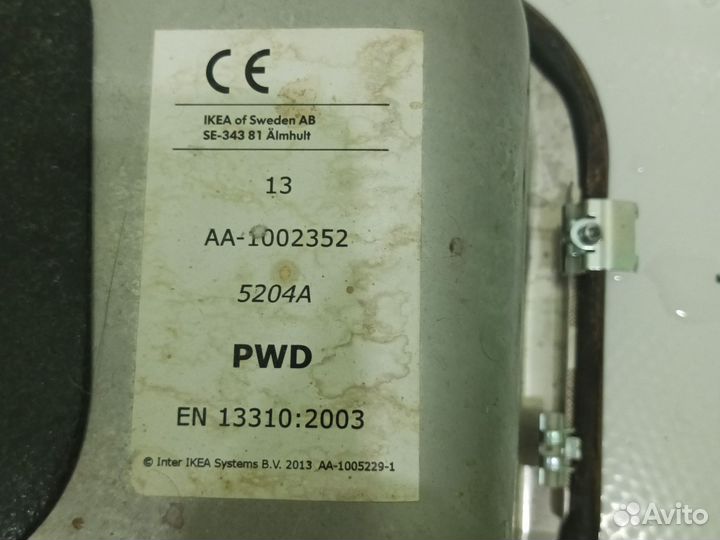 CE
IKEA of Sweden AB
SE-343 81 Älmhult
13
AA-1002352
5204A
PWD
EN 13310:2003
© Inter IKEA Systems B.V. 2013 AA-1005229-1
Avito